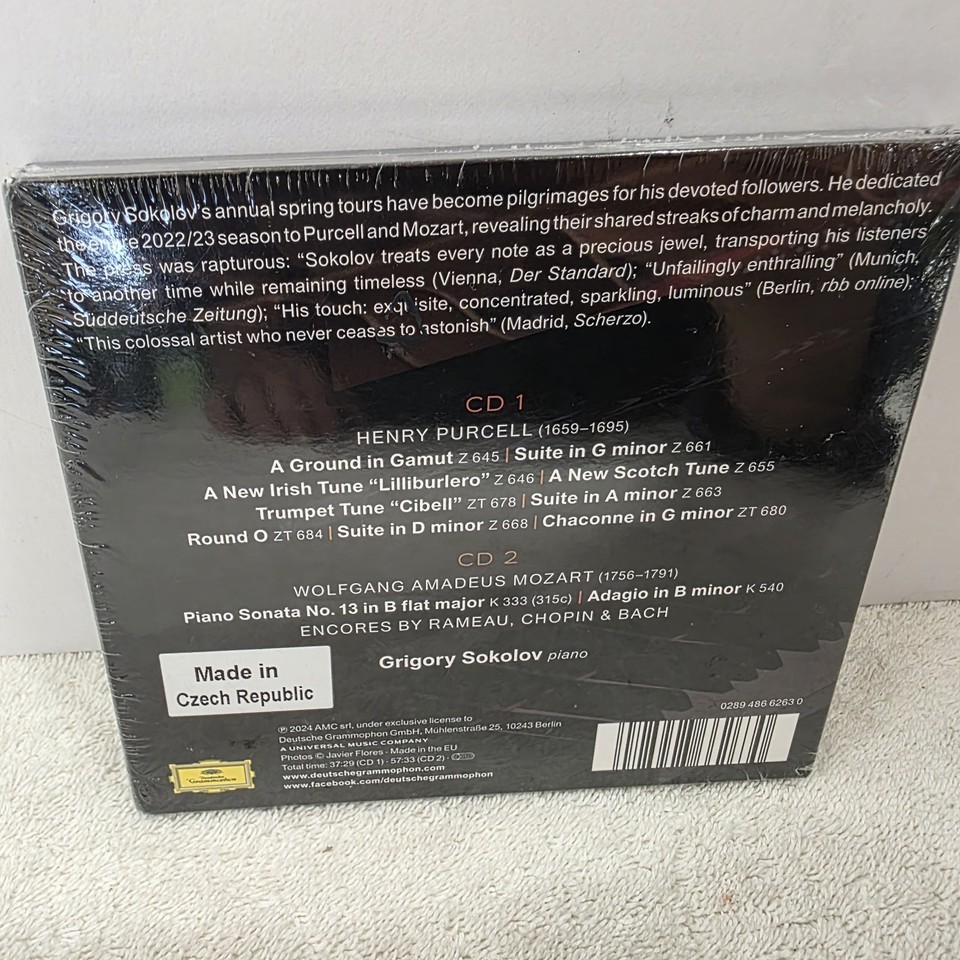 Grigory Sokolov's annual spring tours have become pilgrimages for his devoted followers. He dedicated
the entire 2022/23 season to Purcell and Mozart, revealing their shared streaks of charm and melancholy.
The press was rapturous: “Sokolov treats every note as a precious jewel, transporting his listeners
to another time while remaining timeless (Vienna, Der Standard); “Unfailingly enthralling” (Munich,
Süddeutsche Zeitung); “His touch: exquisite, concentrated, sparkling, luminous” (Berlin, rbb online);
“This colossal artist who never ceases to astonish” (Madrid, Scherzo).
CD 1
HENRY PURCELL (1659–1695)
A Ground in Gamut Z 645 | Suite in G minor Z 661
A New Irish Tune “Lilliburlero” Z 646 | A New Scotch Tune Z 655
Trumpet Tune “Cibell” ZT 678 | Suite in A minor Z 663
Round O ZT 684 | Suite in D minor Z 668 | Chaconne in G minor ZT 680
CD 2
WOLFGANG AMADEUS MOZART (1756–1791)
Piano Sonata No. 13 in B flat major K 333 (315c) | Adagio in B minor K 540
ENCORES BY RAMEAU, CHOPIN & BACH
Grigory Sokolov piano
Made in
Czech Republic
0289 486 6263 0
℗ 2024 AMC srl, under exclusive license to
Deutsche Grammophon GmbH, Mühlenstraße 25, 10243 Berlin
A UNIVERSAL MUSIC COMPANY
Photos © Javier Flores · Made in the EU
Total time: 37:29 (CD 1) · 57:33 (CD 2) ·
www.deutschegrammophon.com
www.facebook.com/deutschegrammophon
Deutsche
Grammophon